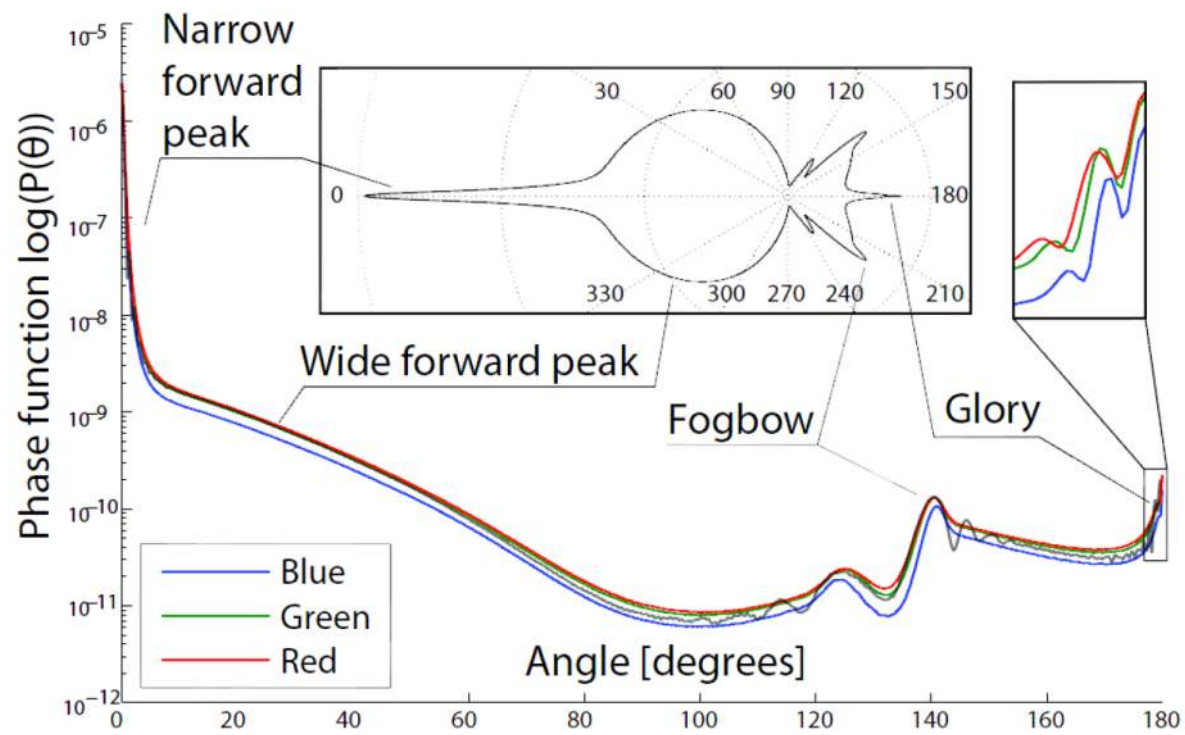 Phase function log(P(θ))
10−5
10−6
10−7
10−8
10−9
10−10
10−11
10−12
Narrow
forward
peak
30 60 90 120 150
0 180
330 300 270 240 210
Wide forward peak
Fogbow
Glory
Blue
Green
Red
Angle [degrees]
0 20 40 60 80 100 120 140 160 180